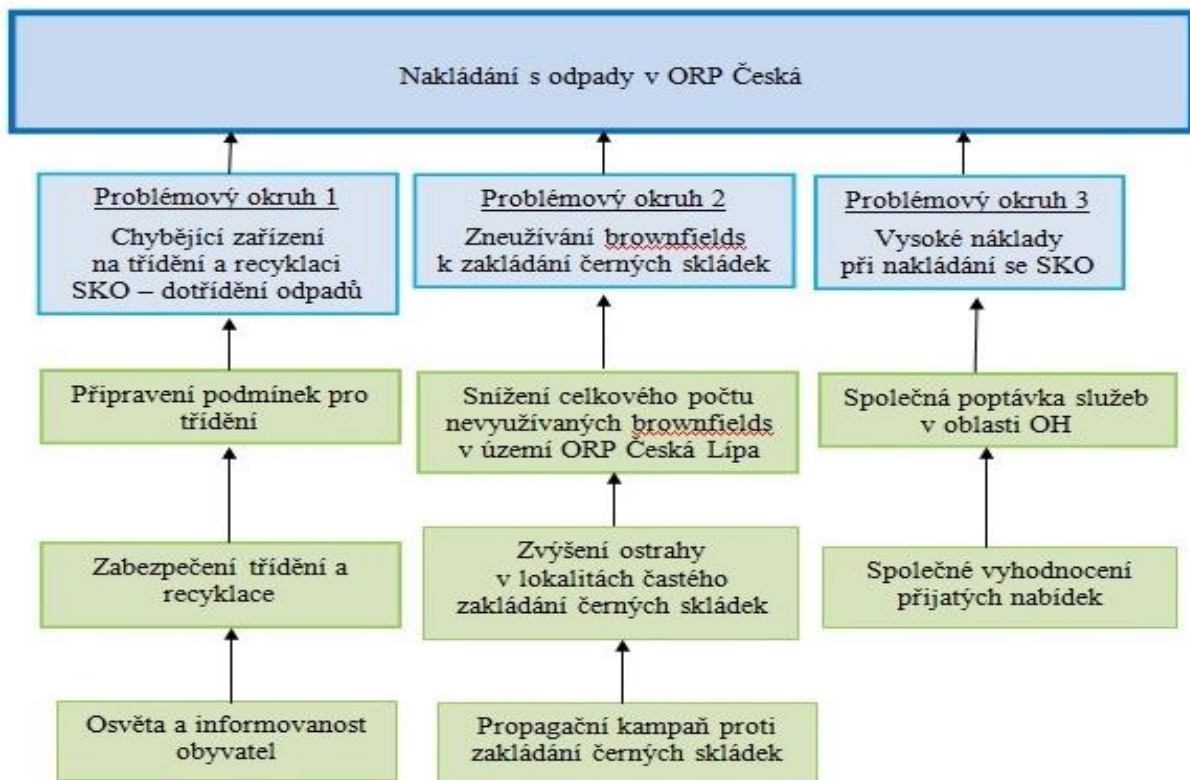 Nakládání s odpady v ORP Česká
Problémový okruh 1
Chybějící zařízení
na třídění a recyklaci
SKO – dotřídění odpadů
Problémový okruh 2
Zneužívání brownfields
k zakládání černých skládek
Problémový okruh 3
Vysoké náklady
při nakládání se SKO
Připravení podmínek pro
třídění
Snížení celkového počtu
nevyužívaných brownfields
v území ORP Česká Lípa
Společná poptávka služeb
v oblasti OH
Zabezpečení třídění a
recyklace
Zvýšení ostrahy
v lokalitách častého
zakládání černých skládek
Společné vyhodnocení
přijatých nabídek
Osvěta a informovanost
obyvatel
Propagační kampaň proti
zakládání černých skládek